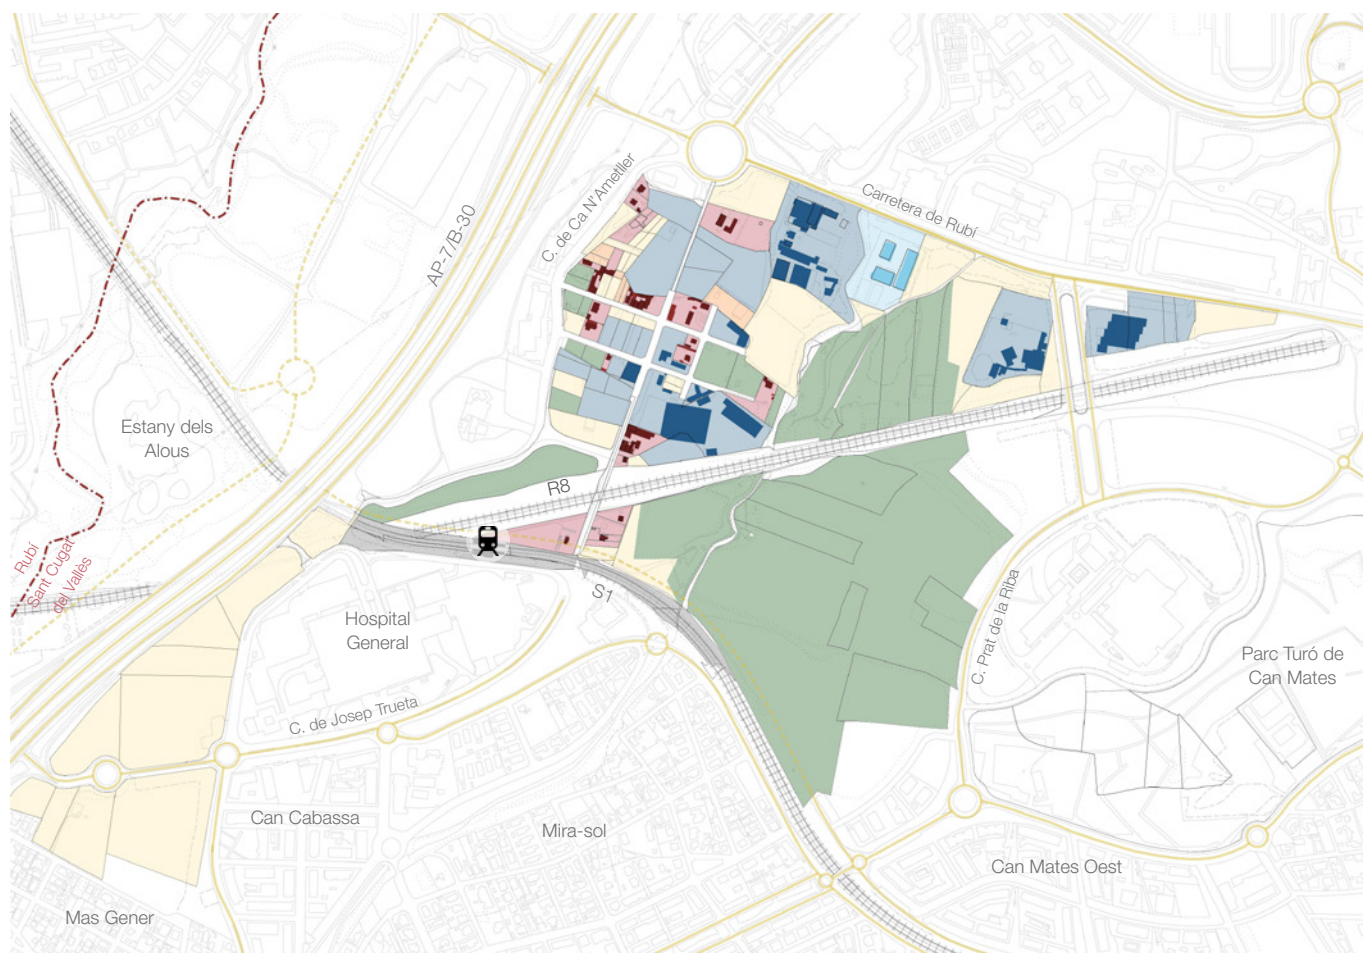 C. de Ca N'Ametller
Carretera de Rubí
AP-7/B-30
Estany dels
Alous
R8
Rubí
Sant Cugat
del Vallès
S1
Hospital
General
C. Prat de la Riba
Parc Turó de
Can Mates
C. de Josep Trueta
Can Cabassa
Mira-sol
Can Mates Oest
Mas Gener